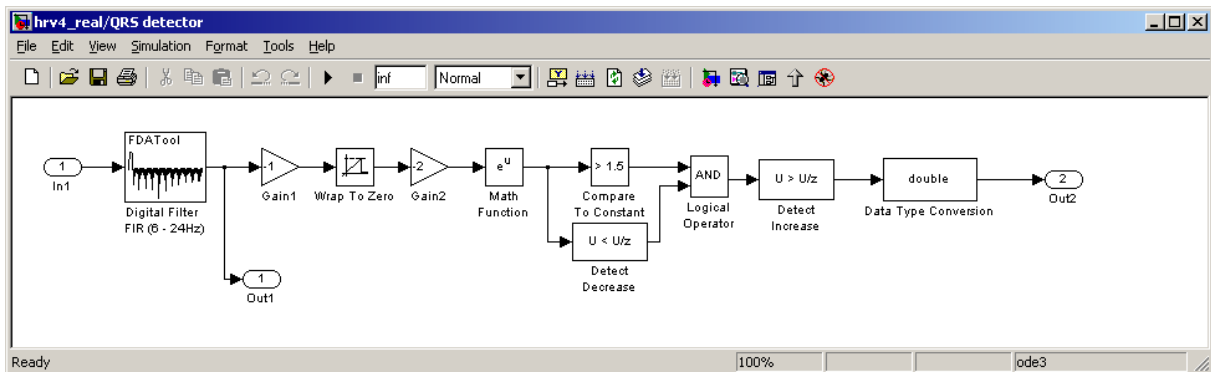 hrv4_real/QRS detector
File Edit View Simulation Format Tools Help
inf Normal
FDATool
1
In1
Digital Filter
FIR (6 - 24Hz)
-1
Gain1
Wrap To Zero
-2
Gain2
e^u
Math
Function
> 1.5
Compare
To Constant
U < U/z
Detect
Decrease
AND
Logical
Operator
U > U/z
Detect
Increase
double
Data Type Conversion
2
Out2
1
Out1
Ready 100% ode3